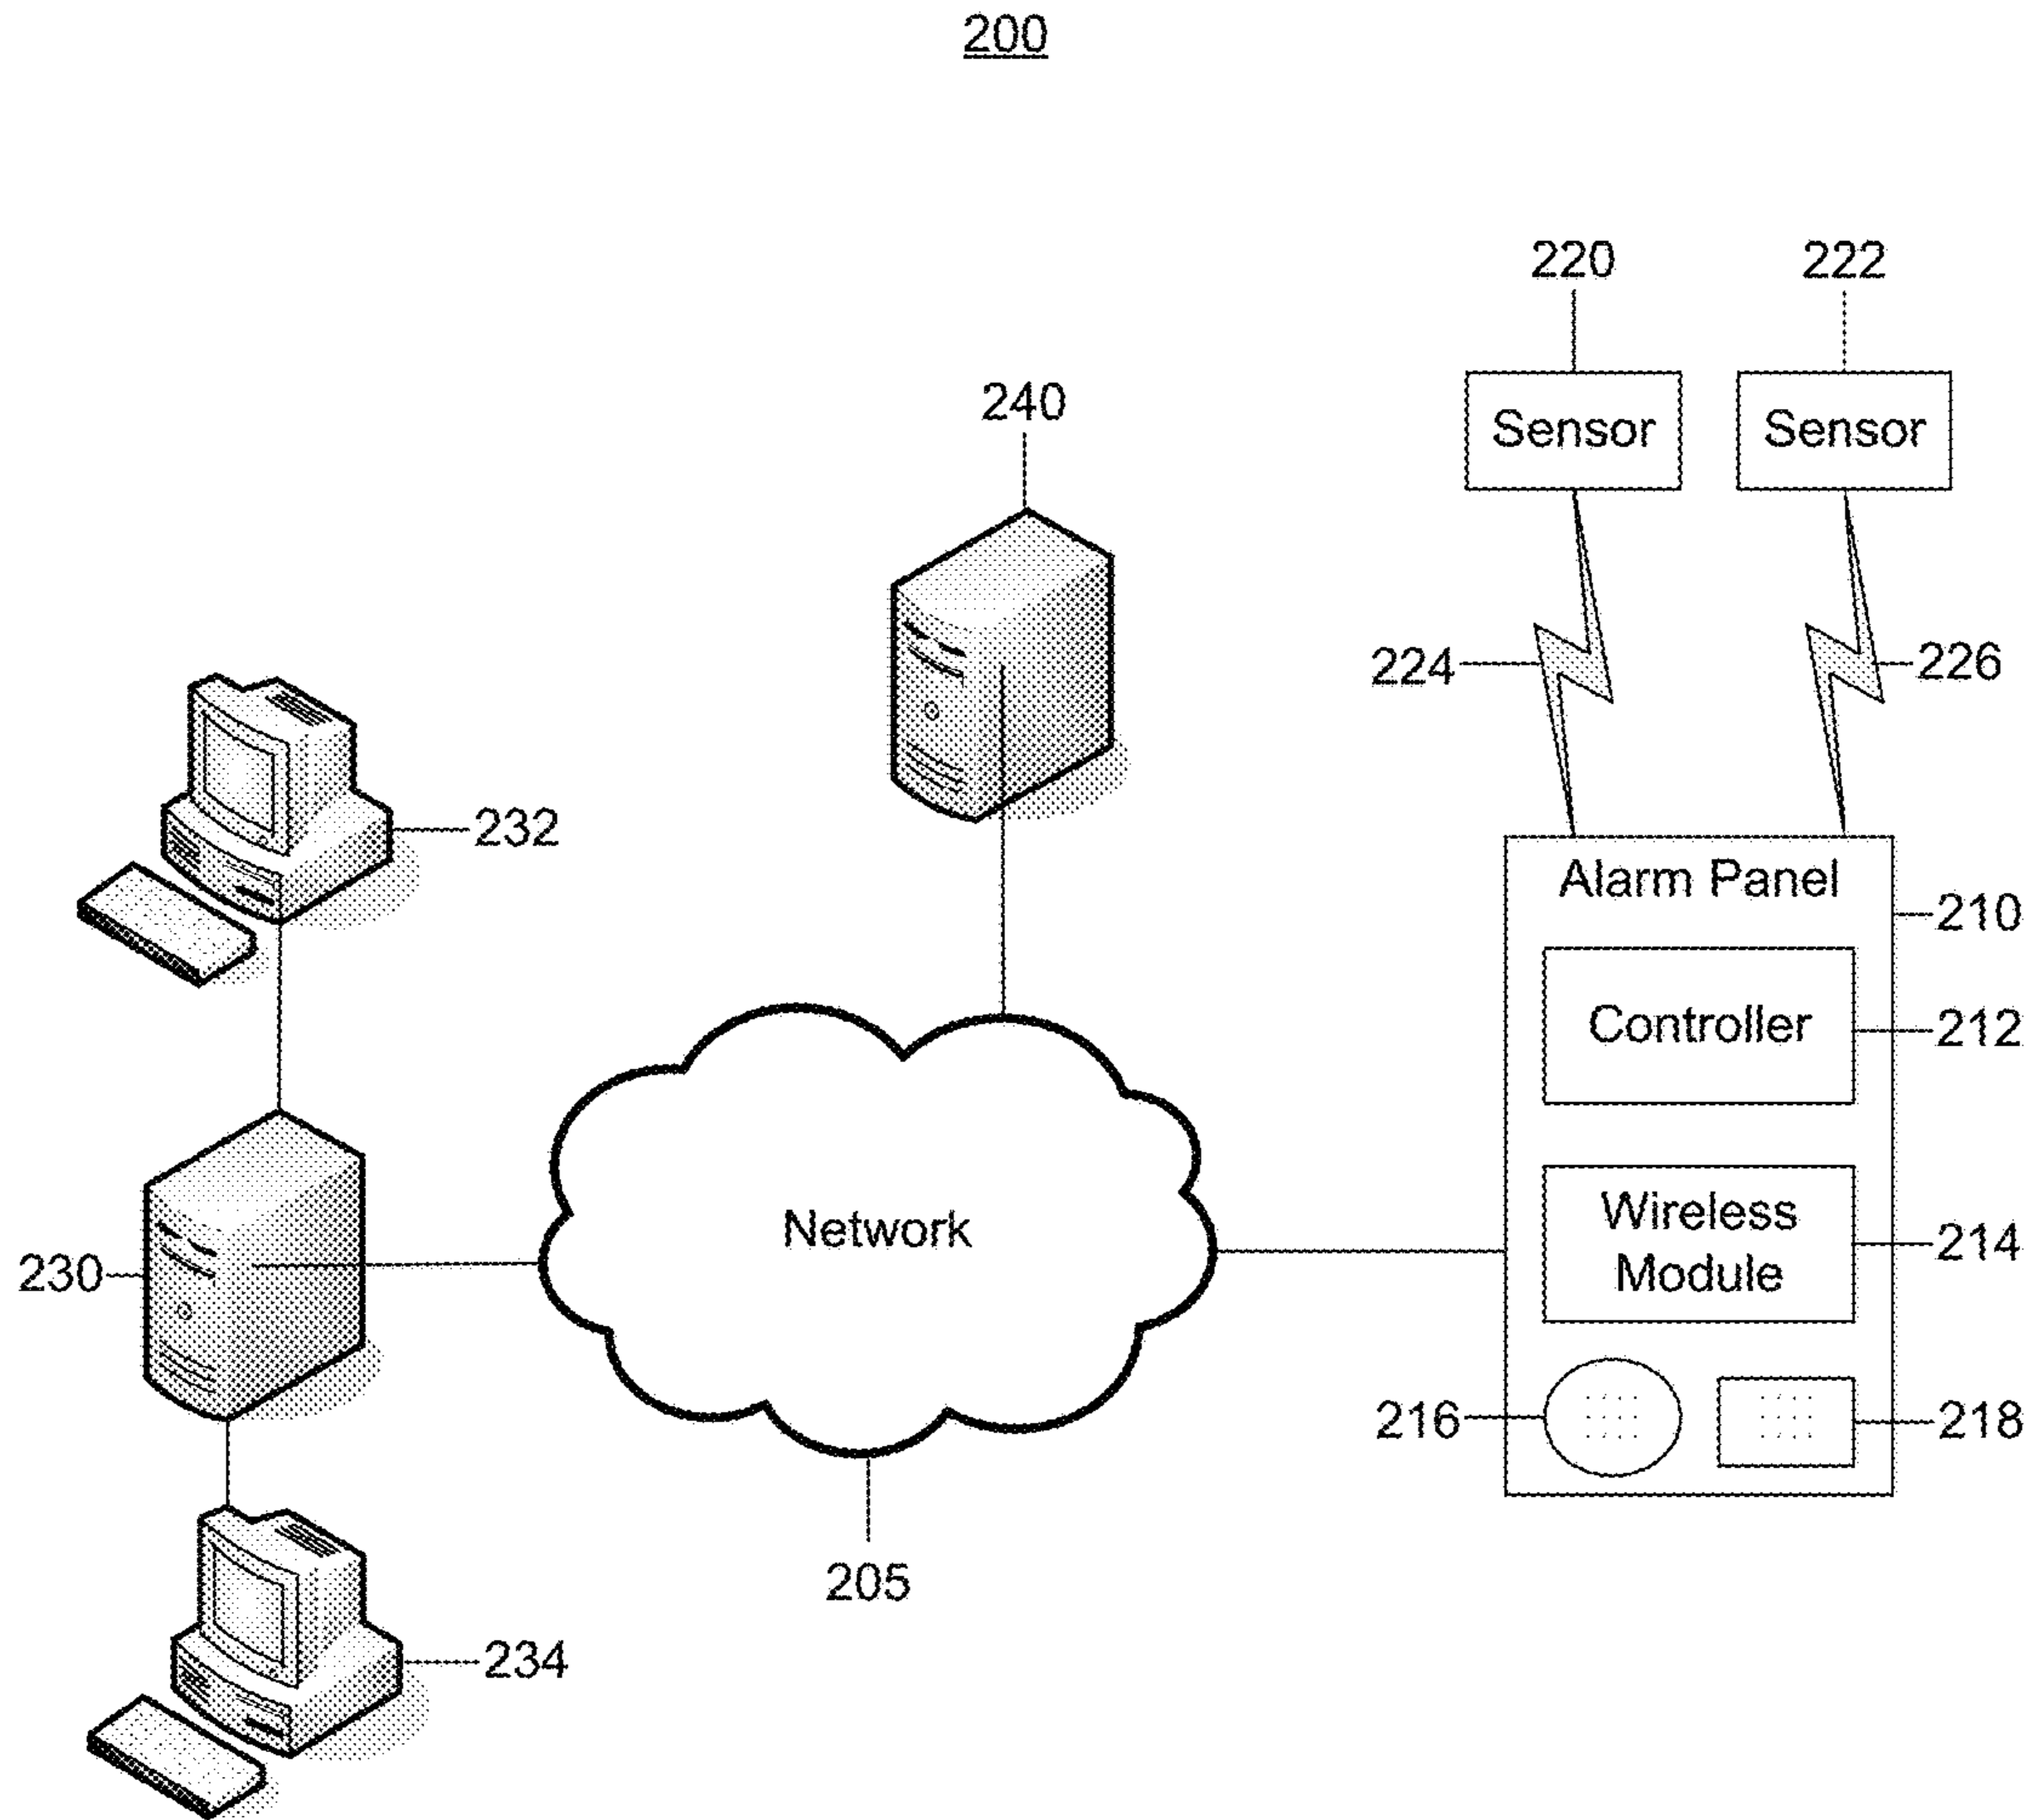 200
220
222
240
Sensor
Sensor
224
226
232
Alarm Panel
210
Controller
212
Network
Wireless
Module
214
230
216
218
205
234